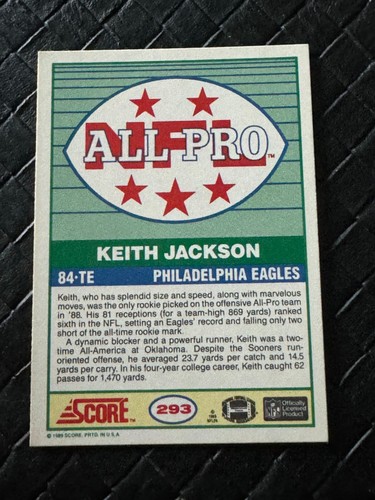 ALL-PRO
KEITH JACKSON
84·TE PHILADELPHIA EAGLES
Keith, who has splendid size and speed, along with marvelous
moves, was the only rookie picked on the offensive All-Pro team
in '88. His 81 receptions (for a team-high 869 yards) ranked
sixth in the NFL, setting an Eagles' record and falling only two
short of the all-time rookie mark.
A dynamic blocker and a powerful runner, Keith was a two-
time All-America at Oklahoma. Despite the Sooners run-
oriented offense, he averaged 23.7 yards per catch and 14.5
yards per carry. In his four-year college career, Keith caught 62
passes for 1,470 yards.
SCORE
293
Officially
Licensed
Product
© 1989 SCORE. PRTD. IN U.S.A